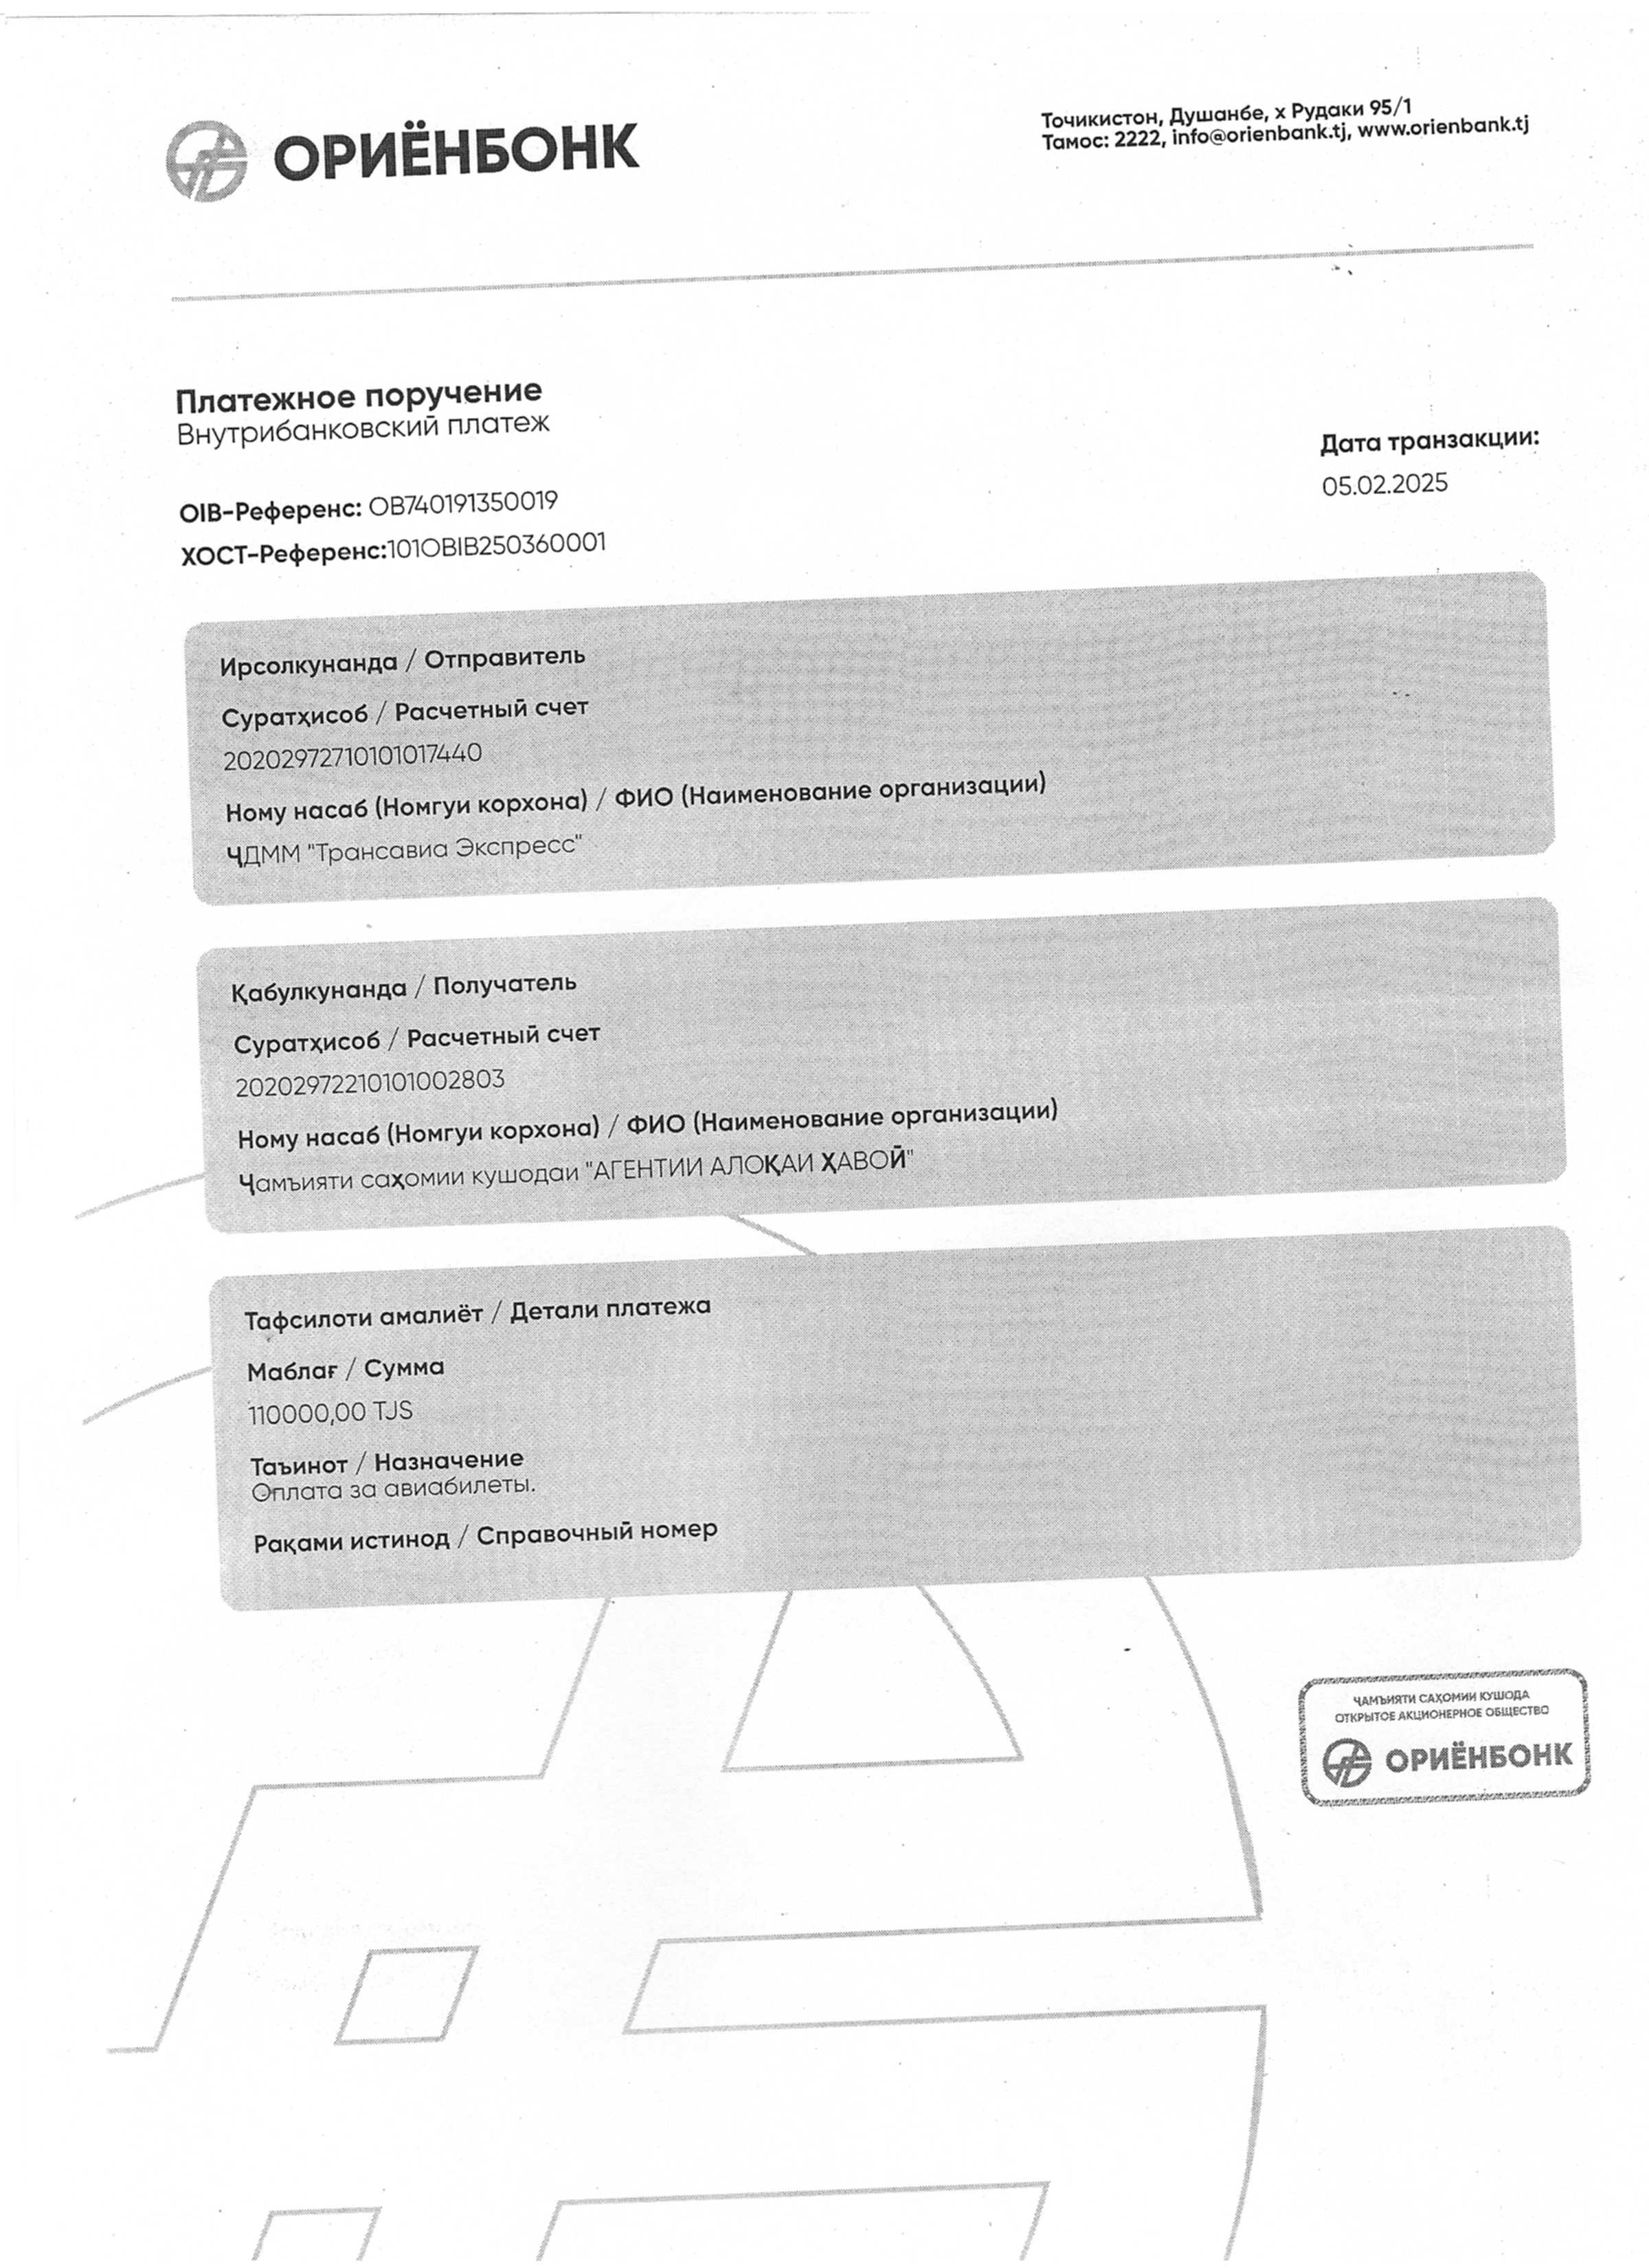 ОРИЁНБОНК
Точикистон, Душанбе, х Рудаки 95/1
Тамос: 2222, info@orienbank.tj, www.orienbank.tj
Платежное поручение
Внутрибанковский платеж
Дата транзакции:
05.02.2025
OIB-Референс: OB740191350019
ХОСТ-Референс:101OBIB250360001
Ирсолкунанда / Отправитель
Суратҳисоб / Расчетный счет
20202972710101017440
Ному насаб (Номгуи корхона) / ФИО (Наименование организации)
ҶДММ "Трансавиа Экспресс"
Қабулкунанда / Получатель
Суратҳисоб / Расчетный счет
20202972210101002803
Ному насаб (Номгуи корхона) / ФИО (Наименование организации)
Ҷамъияти саҳомии кушодаи "АГЕНТИИ АЛОҚАИ ҲАВОӢ"
Тафсилоти амалиёт / Детали платежа
Маблағ / Сумма
110000,00 TJS
Таъинот / Назначение
Оплата за авиабилеты.
Рақами истинод / Справочный номер
ҶАМЪИЯТИ САҲОМИИ КУШОДА
ОТКРЫТОЕ АКЦИОНЕРНОЕ ОБЩЕСТВО
ОРИЁНБОНК